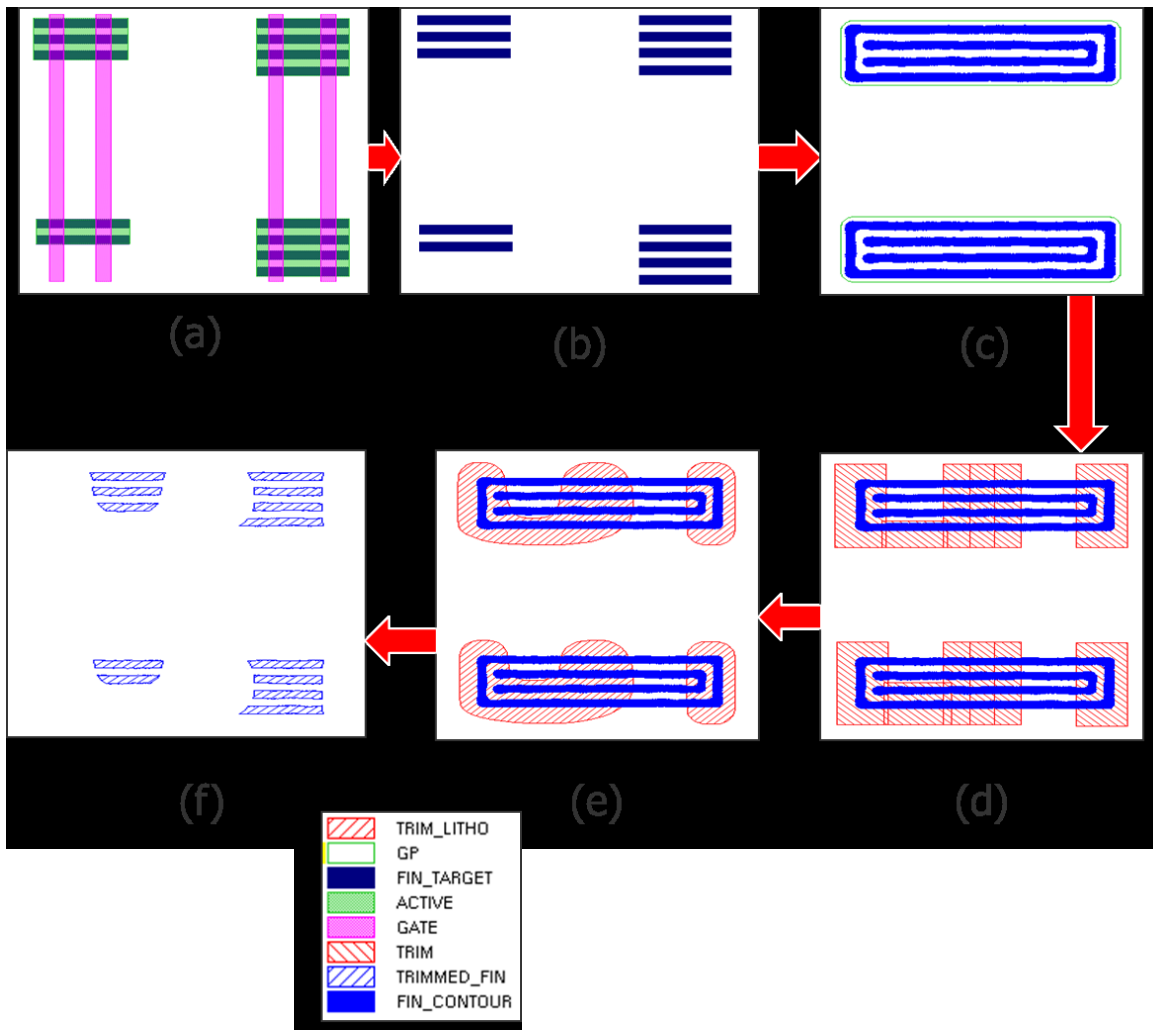 (a)
(b)
(c)
(f)
(e)
(d)
TRIM_LITHO
GP
FIN_TARGET
ACTIVE
GATE
TRIM
TRIMMED_FIN
FIN_CONTOUR